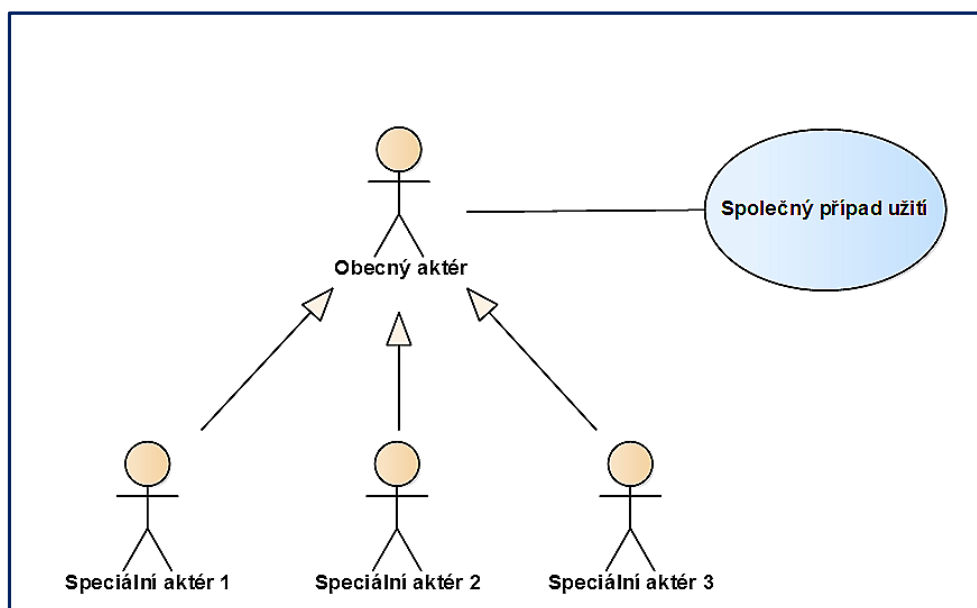 Společný případ užití
Obecný aktér
Speciální aktér 1
Speciální aktér 2
Speciální aktér 3